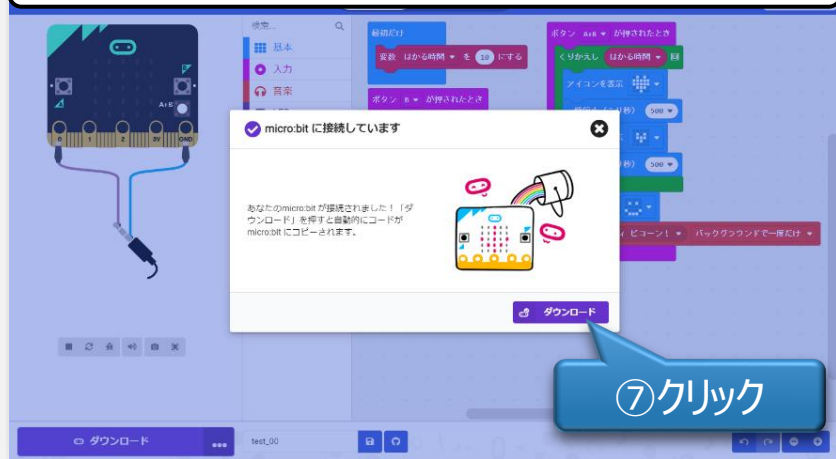 検索...
基本
入力
音楽
最初だけ
変数 はかる時間 を 10 にする
ボタン B が押されたとき
ボタン A+B が押されたとき
くりかえし はかる時間 回
アイコンを表示
500
500
バックグラウンドで一度だけ
A+B
0 1 2 3V GND
micro:bit に接続しています
あなたのmicro:bit が接続されました！「ダ
ウンロード」を押すと自動的にコードが
micro:bit にコピーされます。
ダウンロード
⑦クリック
ダウンロード
test_00